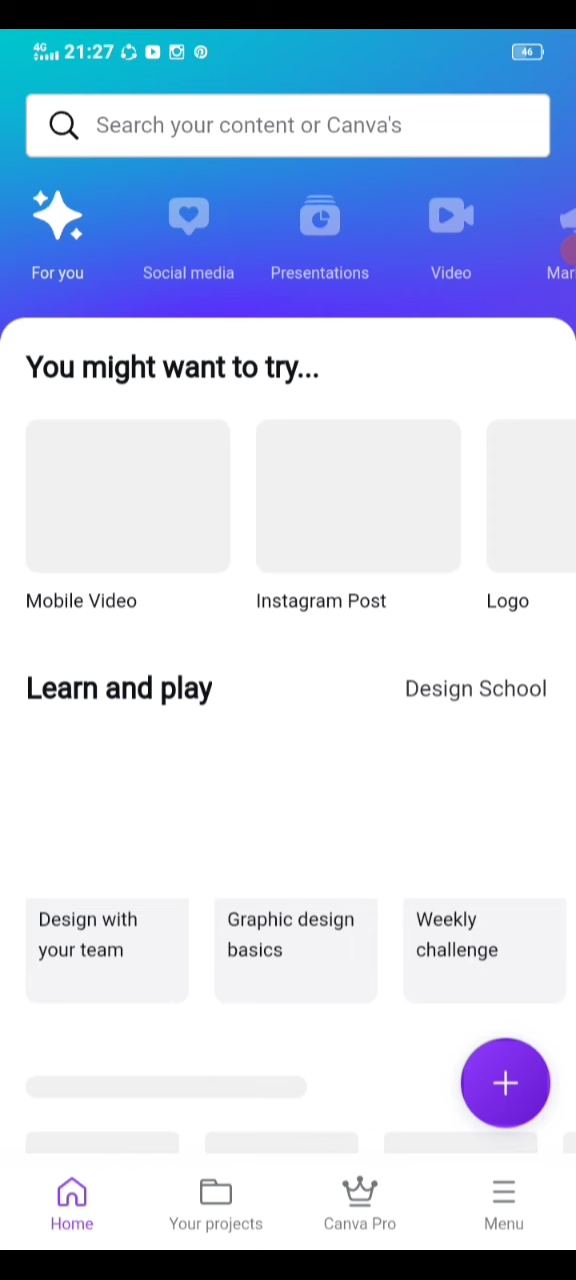 4G 21:27 46
Search your content or Canva's
For you Social media Presentations Video Mar
You might want to try...
Mobile Video Instagram Post Logo
Learn and play Design School
Design with
your team
Graphic design
basics
Weekly
challenge
Home Your projects Canva Pro Menu